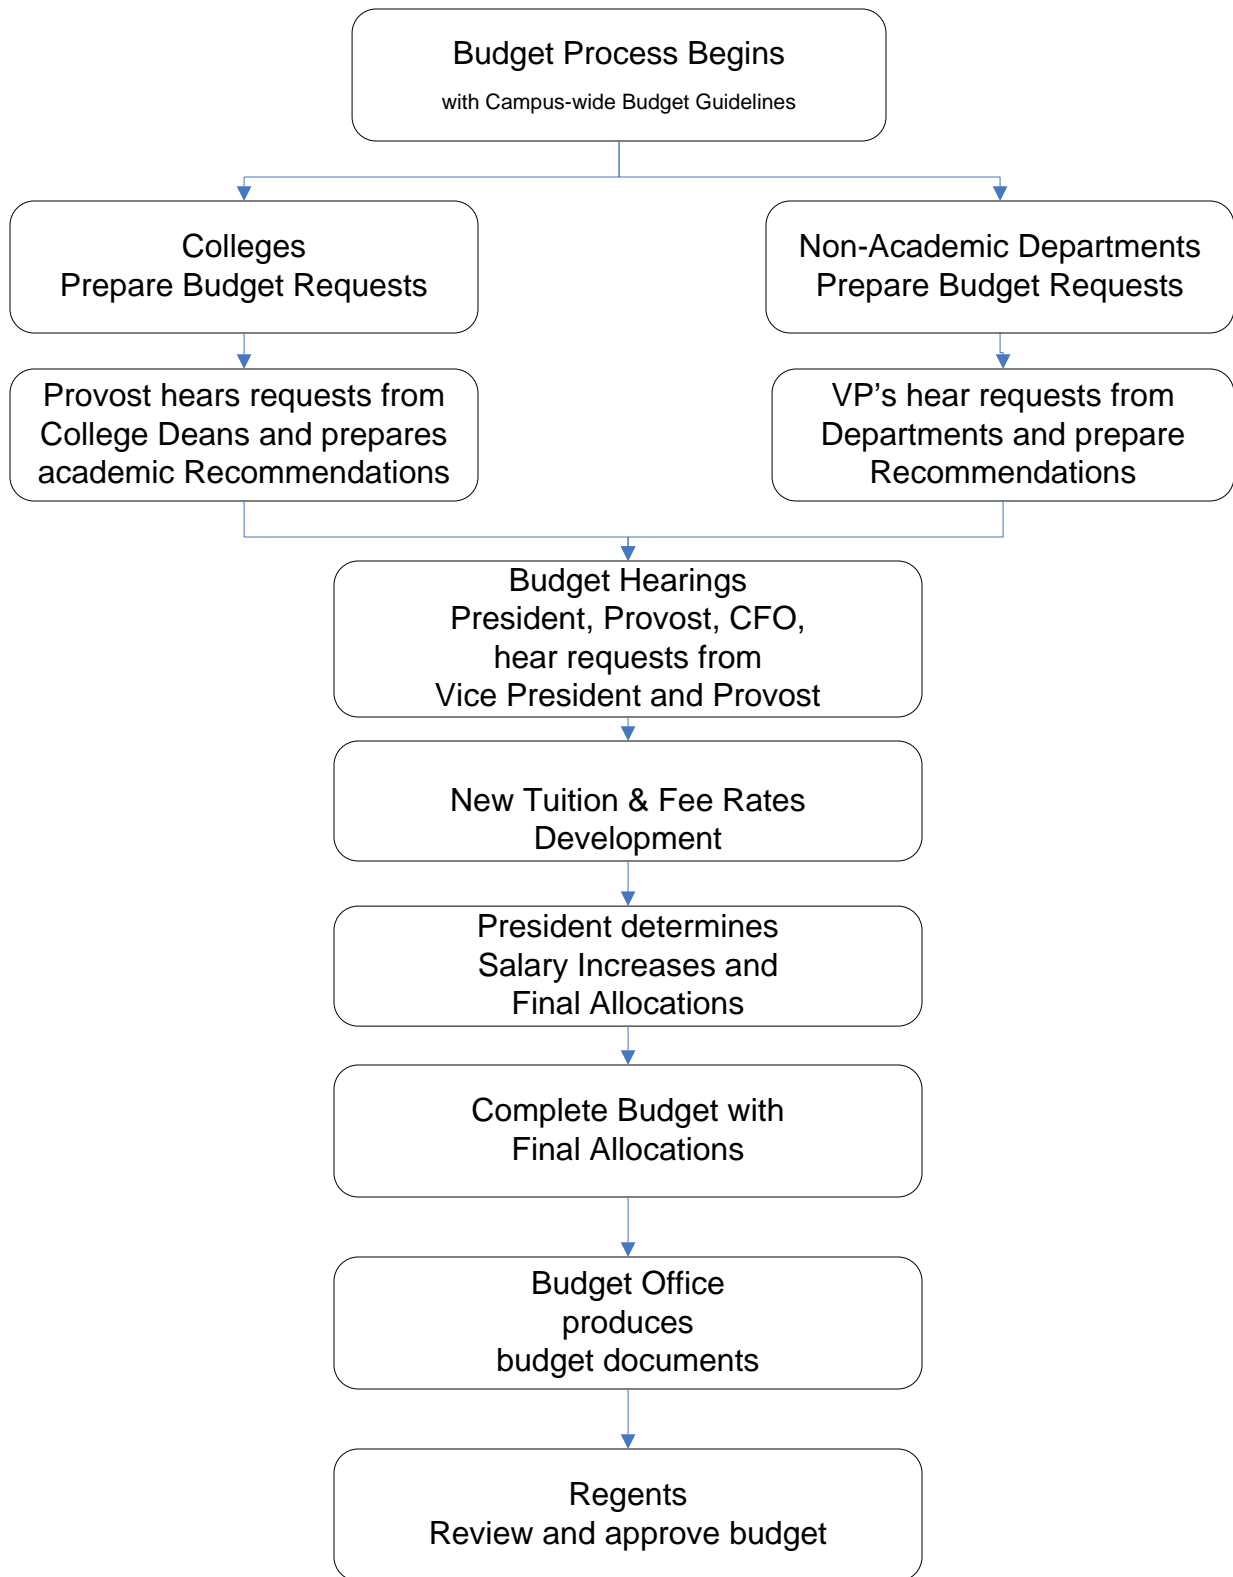 Budget Process Begins
with Campus-wide Budget Guidelines
Colleges
Prepare Budget Requests
Non-Academic Departments
Prepare Budget Requests
Provost hears requests from
College Deans and prepares
academic Recommendations
VP's hear requests from
Departments and prepare
Recommendations
Budget Hearings
President, Provost, CFO,
hear requests from
Vice President and Provost
New Tuition & Fee Rates
Development
President determines
Salary Increases and
Final Allocations
Complete Budget with
Final Allocations
Budget Office
produces
budget documents
Regents
Review and approve budget